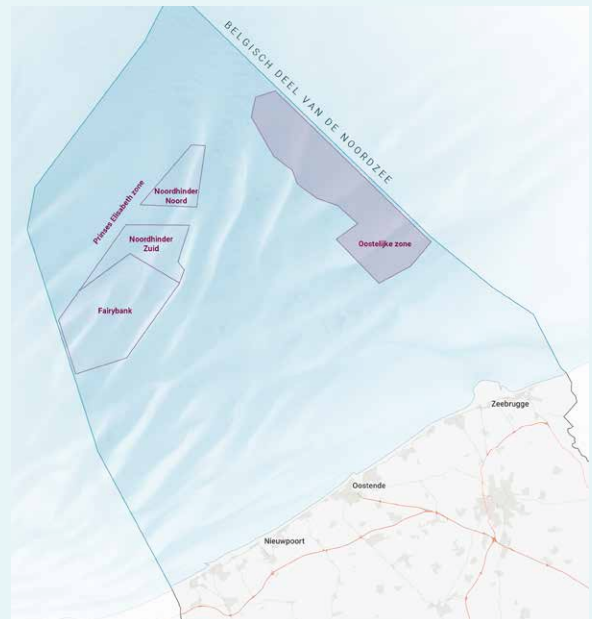 BELGISCH DEEL VAN DE NOORDZEE
Prinses Elisabeth zone
Noordhinder
Noord
Noordhinder
Zuid
Oostelijke zone
Fairybank
Zeebrugge
Oostende
Nieuwpoort